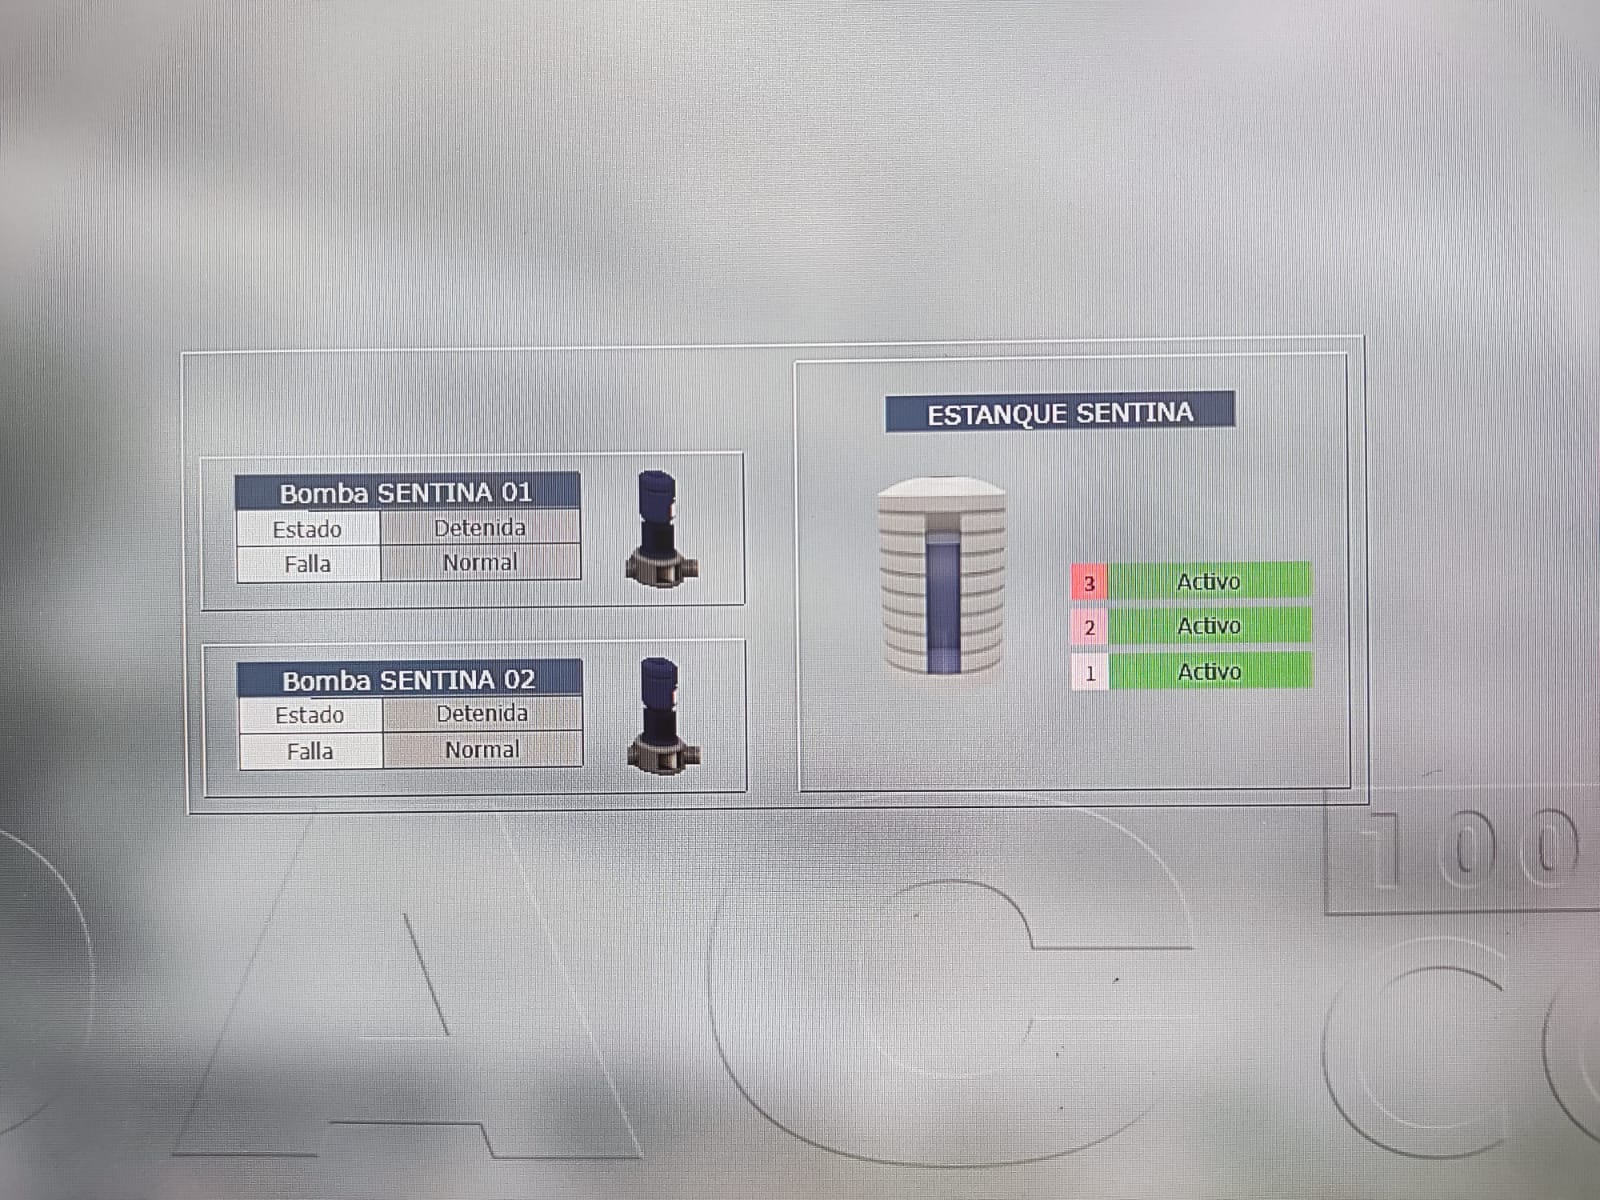 Bomba SENTINA 01
Estado Detenida
Falla Normal
Bomba SENTINA 02
Estado Detenida
Falla Normal
ESTANQUE SENTINA
3 Activo
2 Activo
1 Activo
100